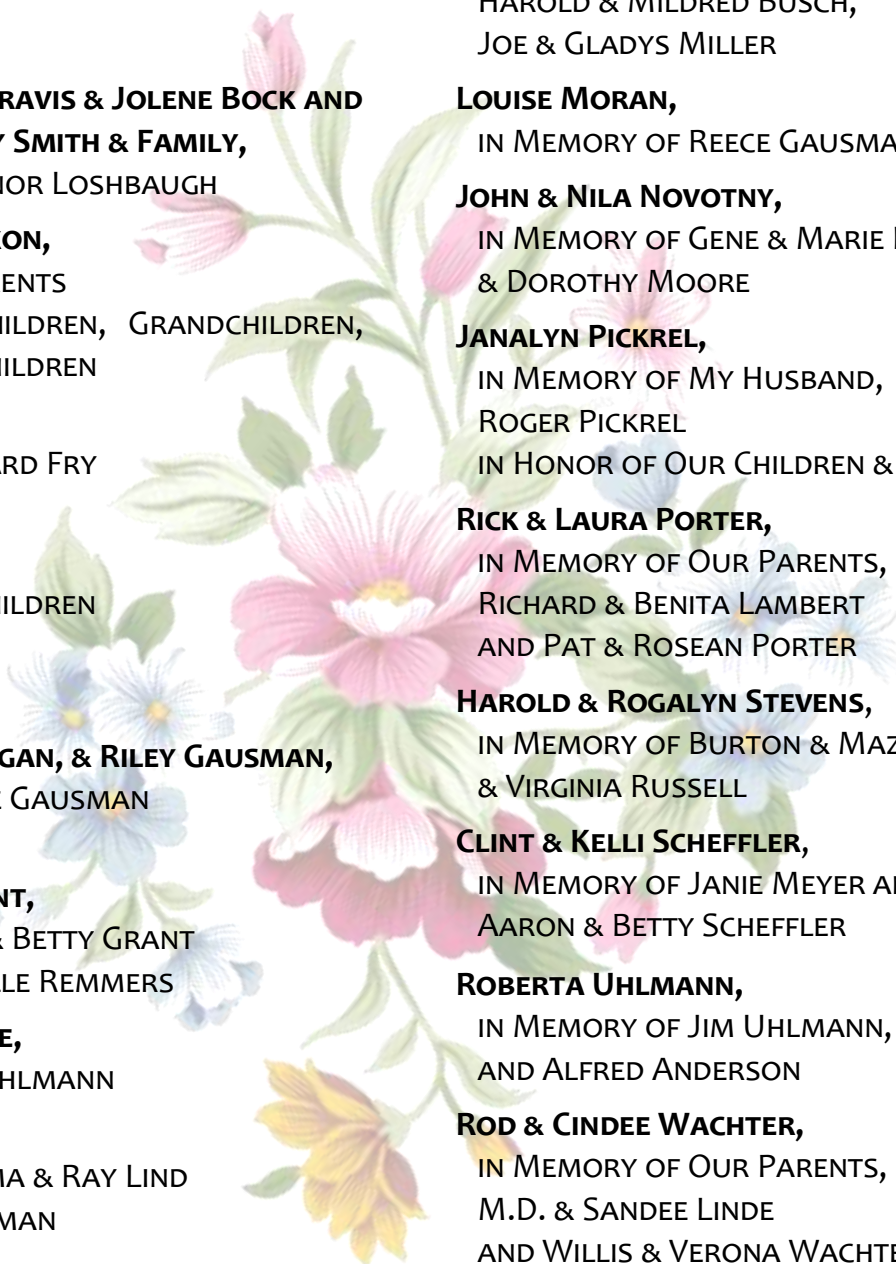 RAVIS & JOLENE BOCK AND
SMITH & FAMILY,
NOR LOSHBAUGH
ON,
ENTS
HILDREN, GRANDCHILDREN,
HILDREN
ARD FRY
HILDREN
GAN, & RILEY GAUSMAN,
GAUSMAN
NT,
& BETTY GRANT
LLE REMMERS
E,
HLMANN
MA & RAY LIND
MAN
HAROLD & MILDRED BUSCH,
JOE & GLADYS MILLER
LOUISE MORAN,
IN MEMORY OF REECE GAUSMA
JOHN & NILA NOVOTNY,
IN MEMORY OF GENE & MARIE
& DOROTHY MOORE
JANALYN PICKREL,
IN MEMORY OF MY HUSBAND,
ROGER PICKREL
IN HONOR OF OUR CHILDREN &
RICK & LAURA PORTER,
IN MEMORY OF OUR PARENTS,
RICHARD & BENITA LAMBERT
AND PAT & ROSEAN PORTER
HAROLD & ROGALYN STEVENS,
IN MEMORY OF BURTON & MAZ
& VIRGINIA RUSSELL
CLINT & KELLI SCHEFFLER,
IN MEMORY OF JANIE MEYER
AARON & BETTY SCHEFFLER
ROBERTA UHLMANN,
IN MEMORY OF JIM UHLMANN,
AND ALFRED ANDERSON
ROD & CINDEE WACHTER,
IN MEMORY OF OUR PARENTS,
M.D. & SANDEE LINDE
AND WILLIS & VERONA WACHTE